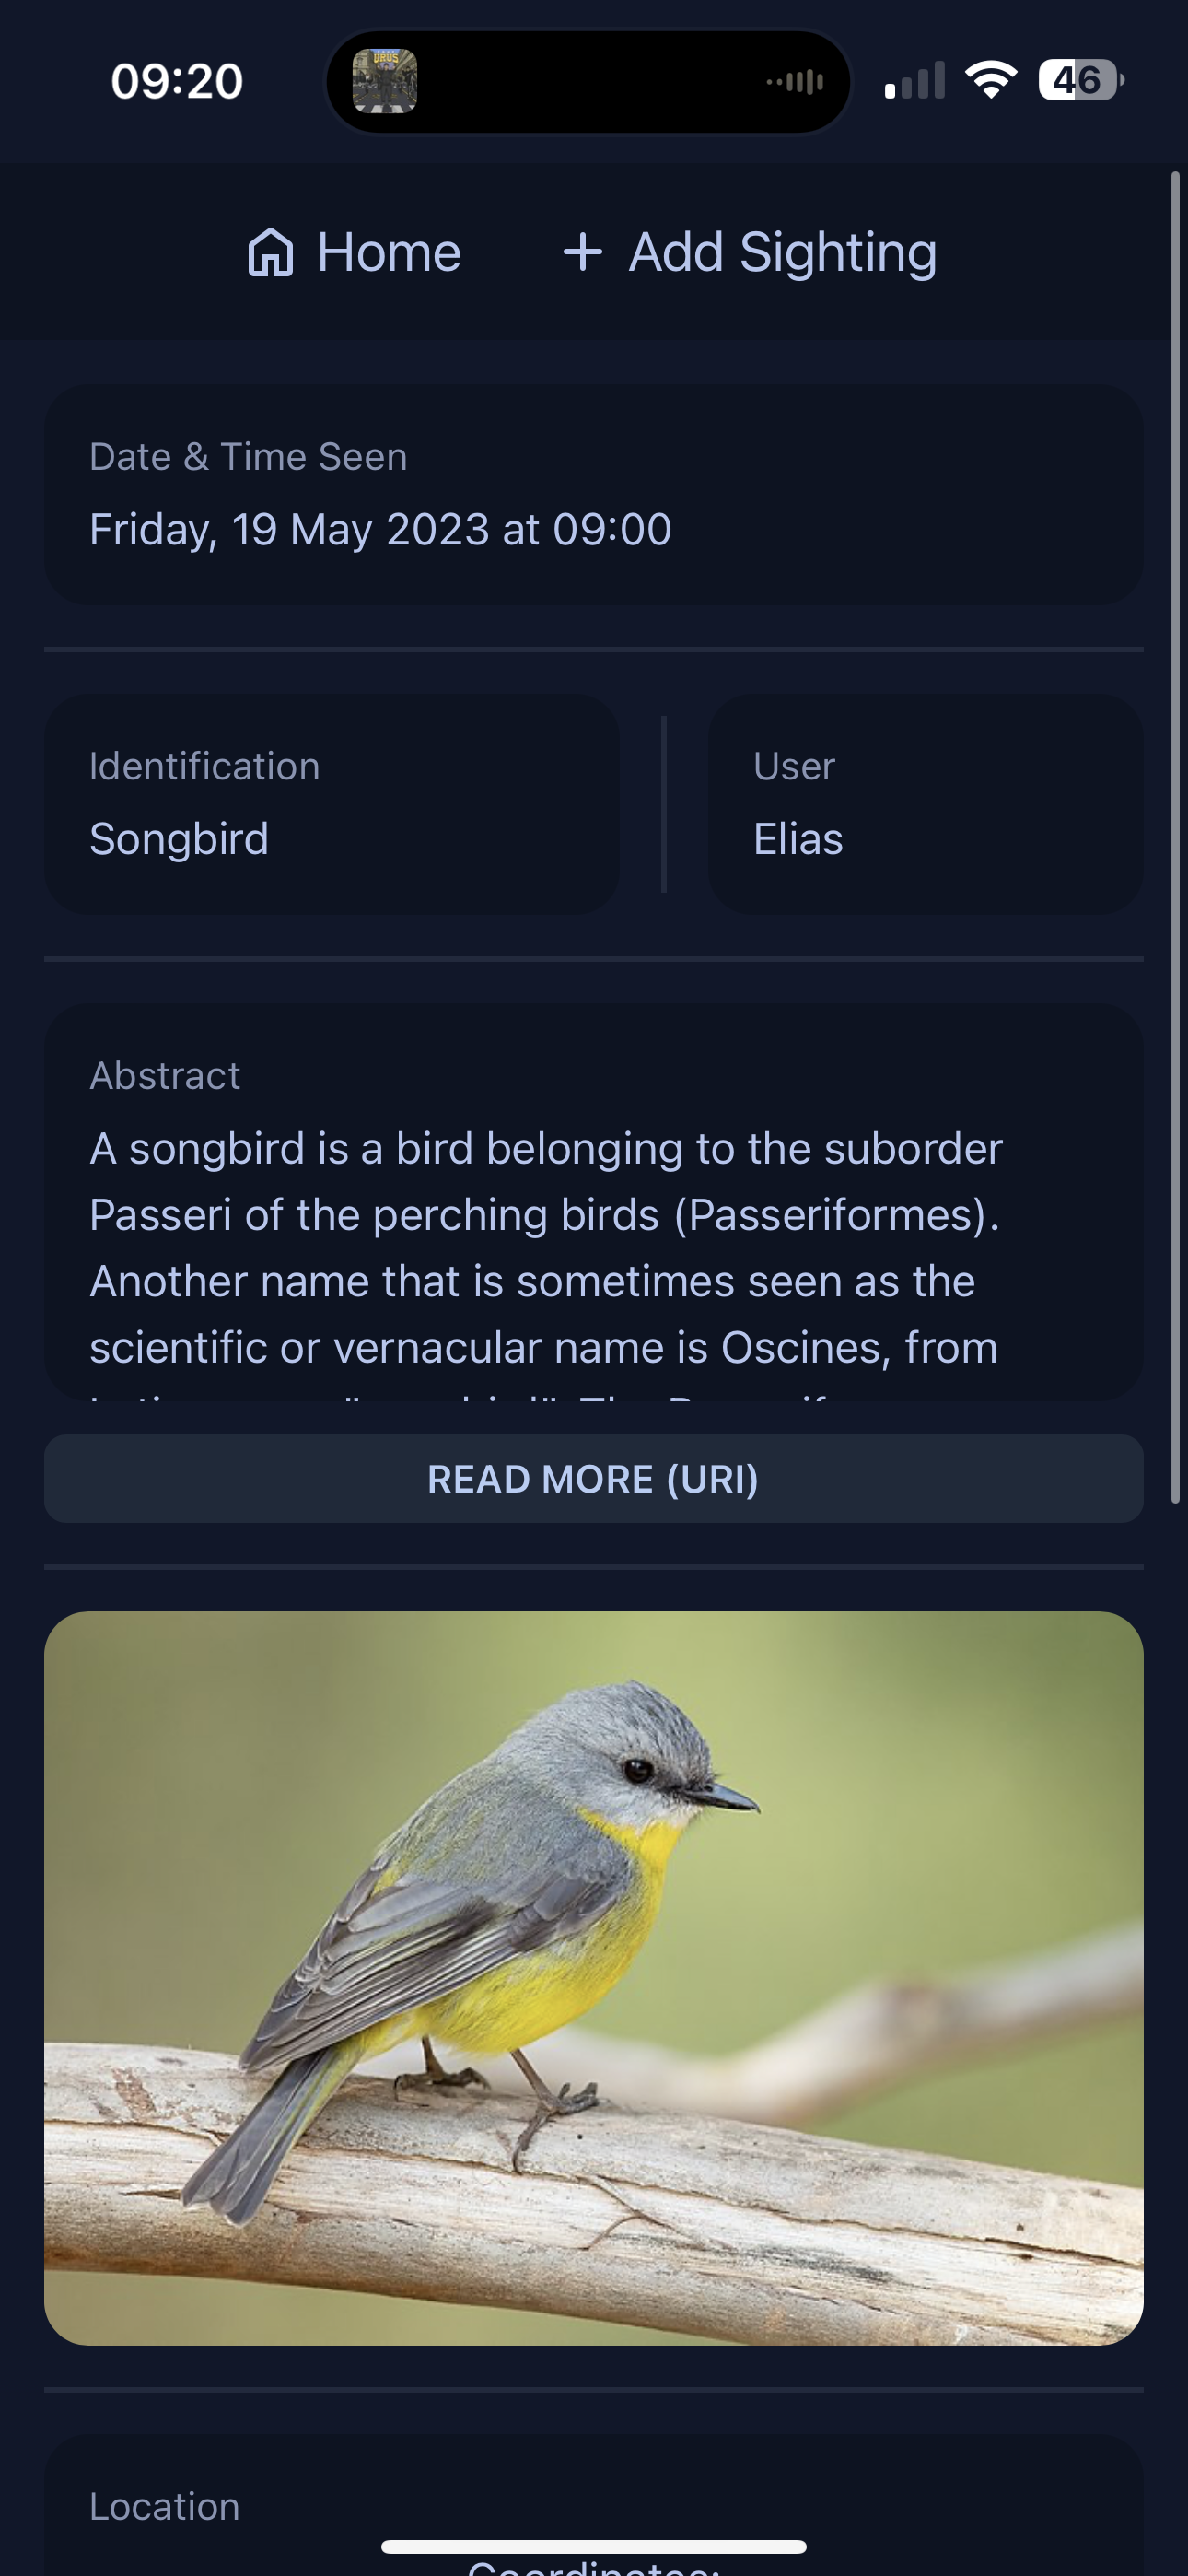 09:20
46
Home
Add Sighting
Date & Time Seen
Friday, 19 May 2023 at 09:00
Identification
Songbird
User
Elias
Abstract
A songbird is a bird belonging to the suborder
Passeri of the perching birds (Passeriformes).
Another name that is sometimes seen as the
scientific or vernacular name is Oscines, from
READ MORE (URI)
Location
Coordinates: